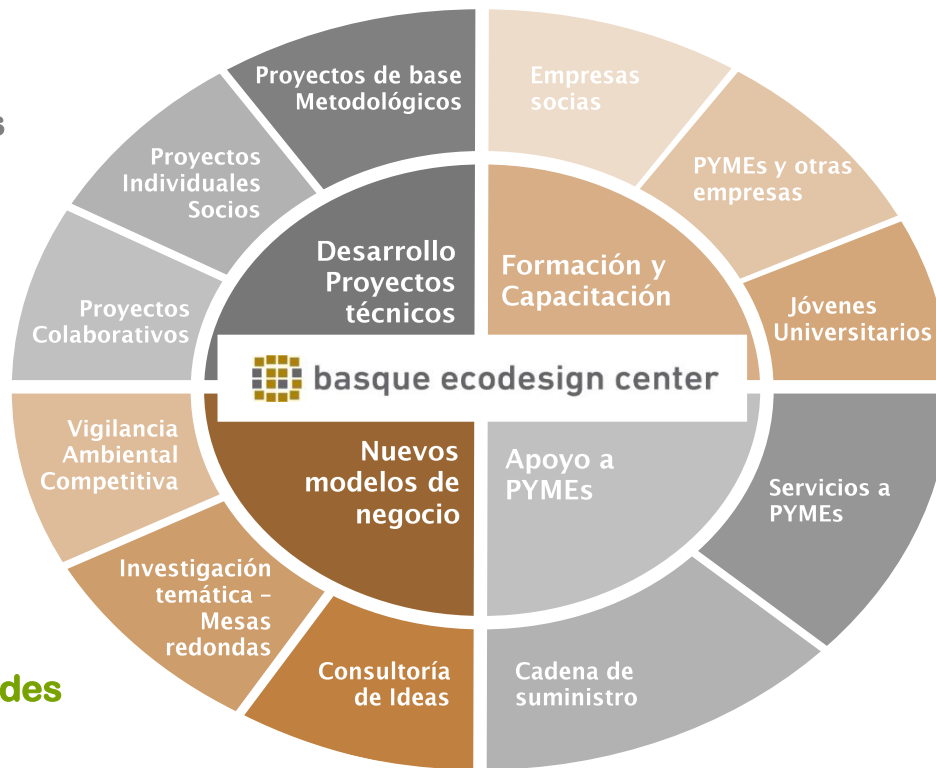 s
Proyectos de base
Metodológicos
Proyectos
Individuales
Socios
Proyectos
Colaborativos
Desarrollo
Proyectos
técnicos
Empresas
socias
PYMEs y otras
empresas
Jóvenes
Universitarios
Formación y
Capacitación
basque ecodesign center
Nuevos
modelos de
negocio
Vigilancia
Ambiental
Competitiva
Investigación
temática –
Mesas
redondas
Consultoría
de Ideas
Apoyo a
PYMEs
Servicios a
PYMEs
Cadena de
suministro
des